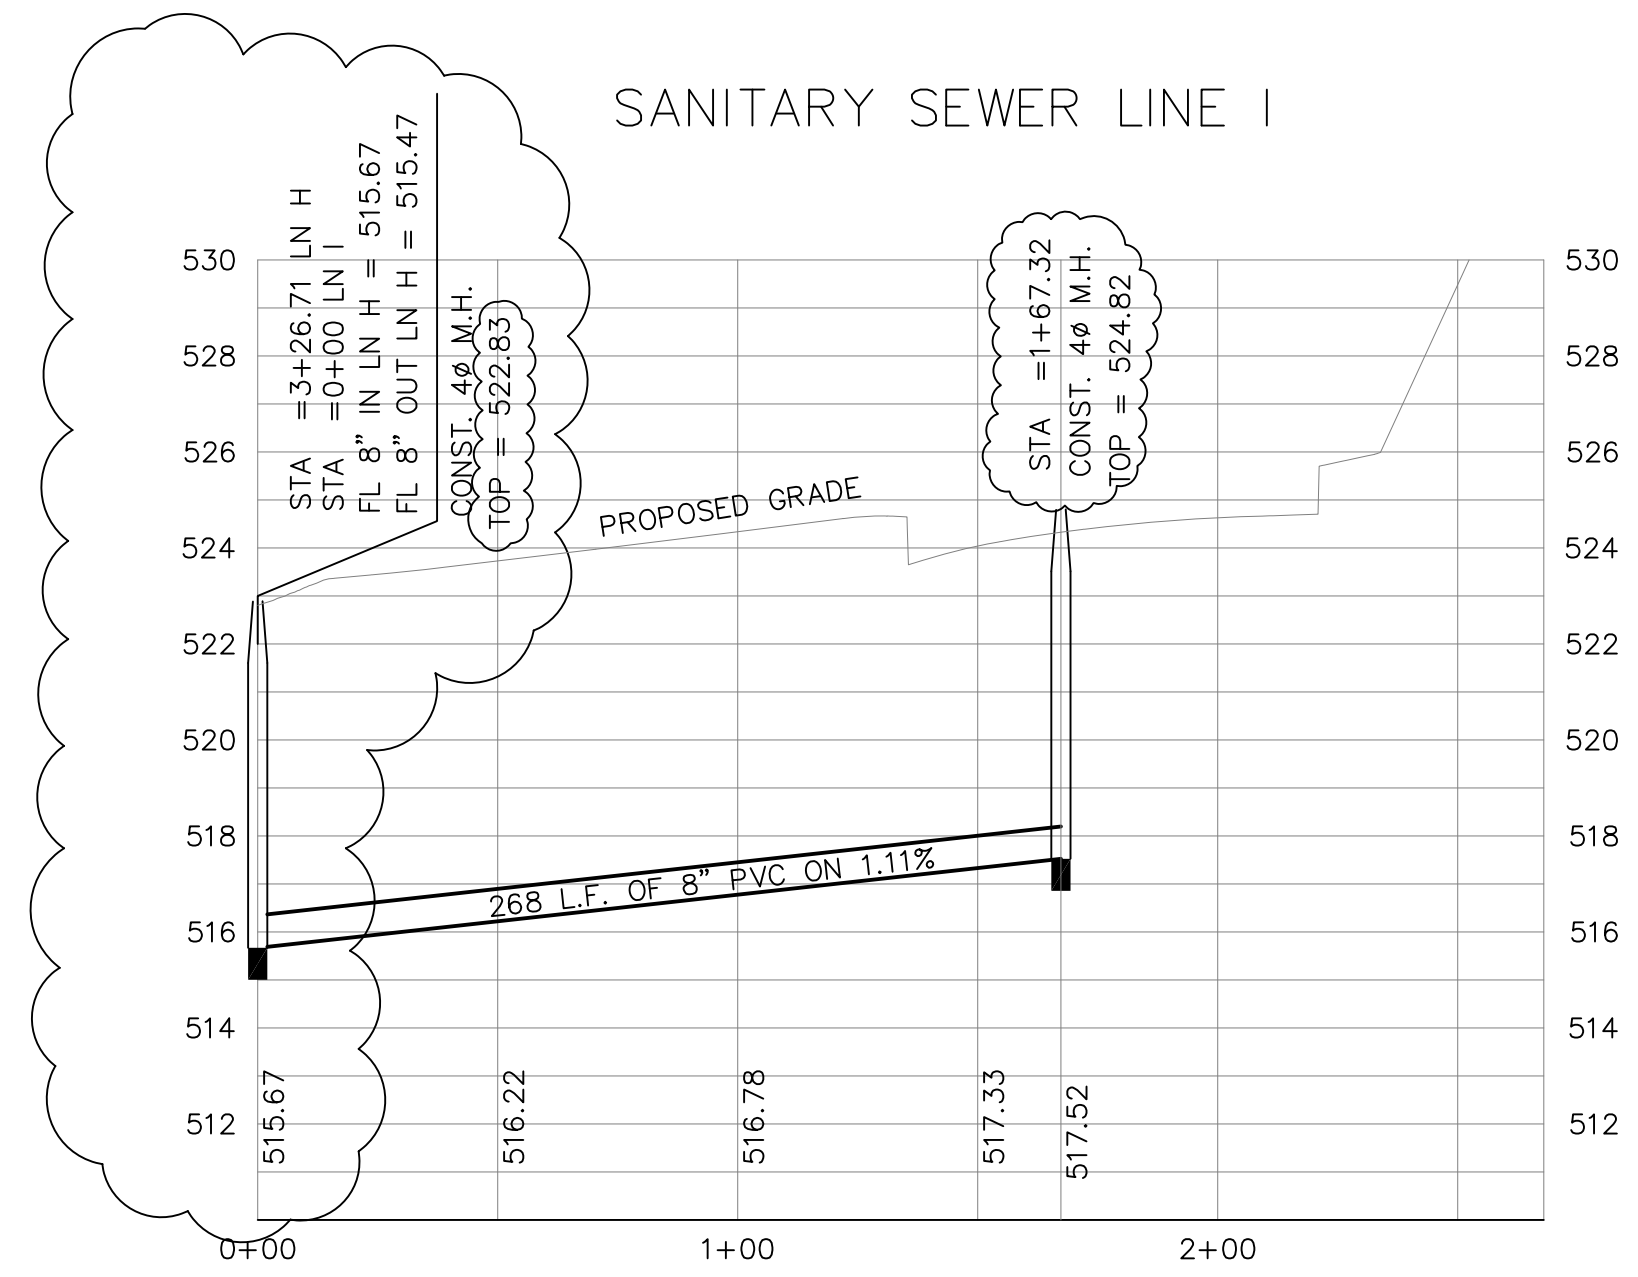 SANITARY SEWER LINE I
STA =3+26.71 LN H
STA =0+00 LN I
FL 8" IN LN H = 515.67
FL 8" OUT LN H = 515.47
CONST. 4ø M.H.
TOP = 522.83
STA =1+67.32
CONST. 4ø M.H.
TOP = 524.82
PROPOSED GRADE
268 L.F. OF 8" PVC ON 1.11%
530
528
526
524
522
520
518
516
514
512
530
528
526
524
522
520
518
516
514
512
515.67
516.22
516.78
517.33
517.52
0+00
1+00
2+00